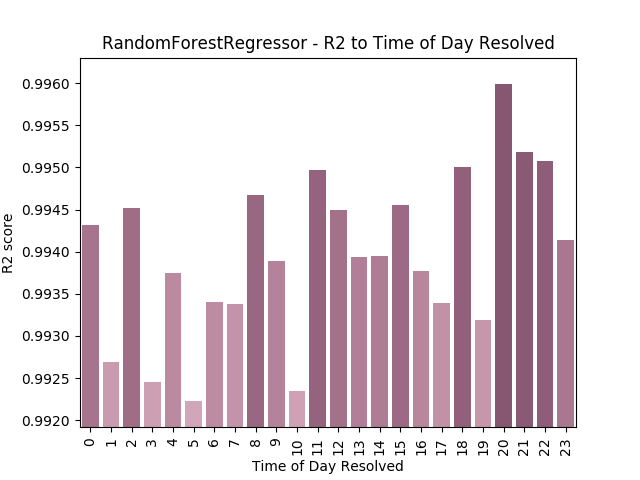 RandomForestRegressor - R2 to Time of Day Resolved
0.9960
0.9955
0.9950
0.9945
0.9940
0.9935
0.9930
0.9925
0.9920
R2 score
0 1 2 3 4 5 6 7 8 9 10 11 12 13 14 15 16 17 18 19 20 21 22 23
Time of Day Resolved